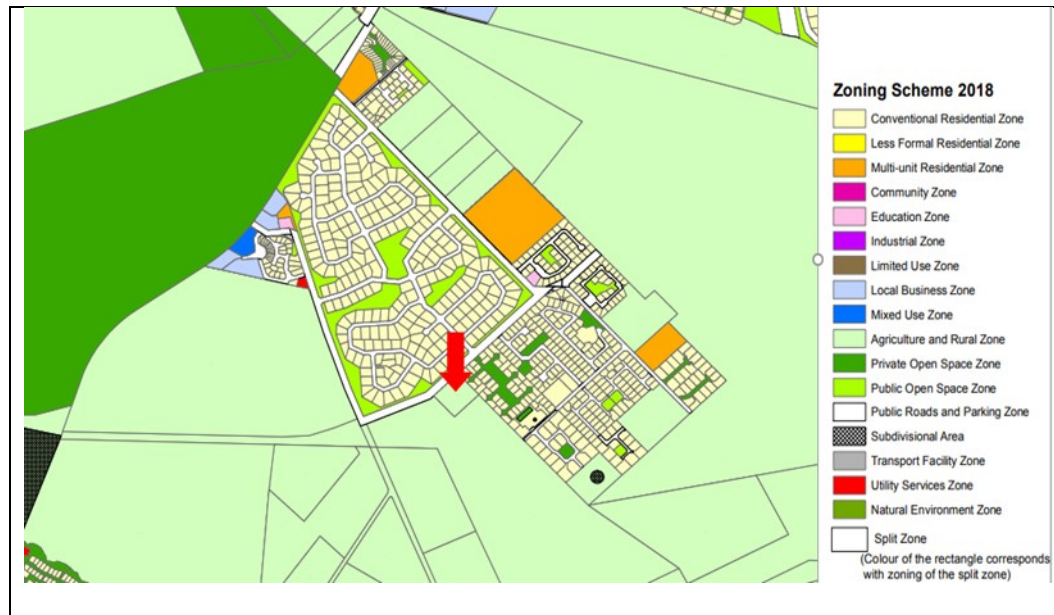 Zoning Scheme 2018
Conventional Residential Zone
Less Formal Residential Zone
Multi-unit Residential Zone
Community Zone
Education Zone
Industrial Zone
Limited Use Zone
Local Business Zone
Mixed Use Zone
Agriculture and Rural Zone
Private Open Space Zone
Public Open Space Zone
Public Roads and Parking Zone
Subdivisional Area
Transport Facility Zone
Utility Services Zone
Natural Environment Zone
Split Zone
(Colour of the rectangle corresponds
with zoning of the split zone)